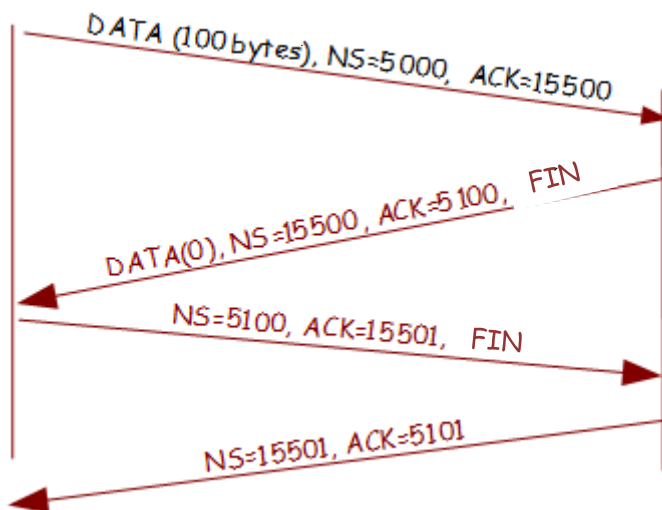 DATA (100 bytes), NS=5000, ACK=15500
DATA(0), NS=15500, ACK=5100, FIN
NS=5100, ACK=15501, FIN
NS=15501, ACK=5101